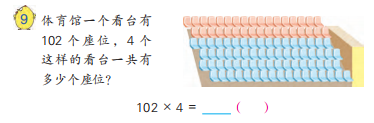 9 体育馆一个看台有
102 个座位，4 个
这样的看台一共有
多少个座位?
102 × 4 = ____ (　　)